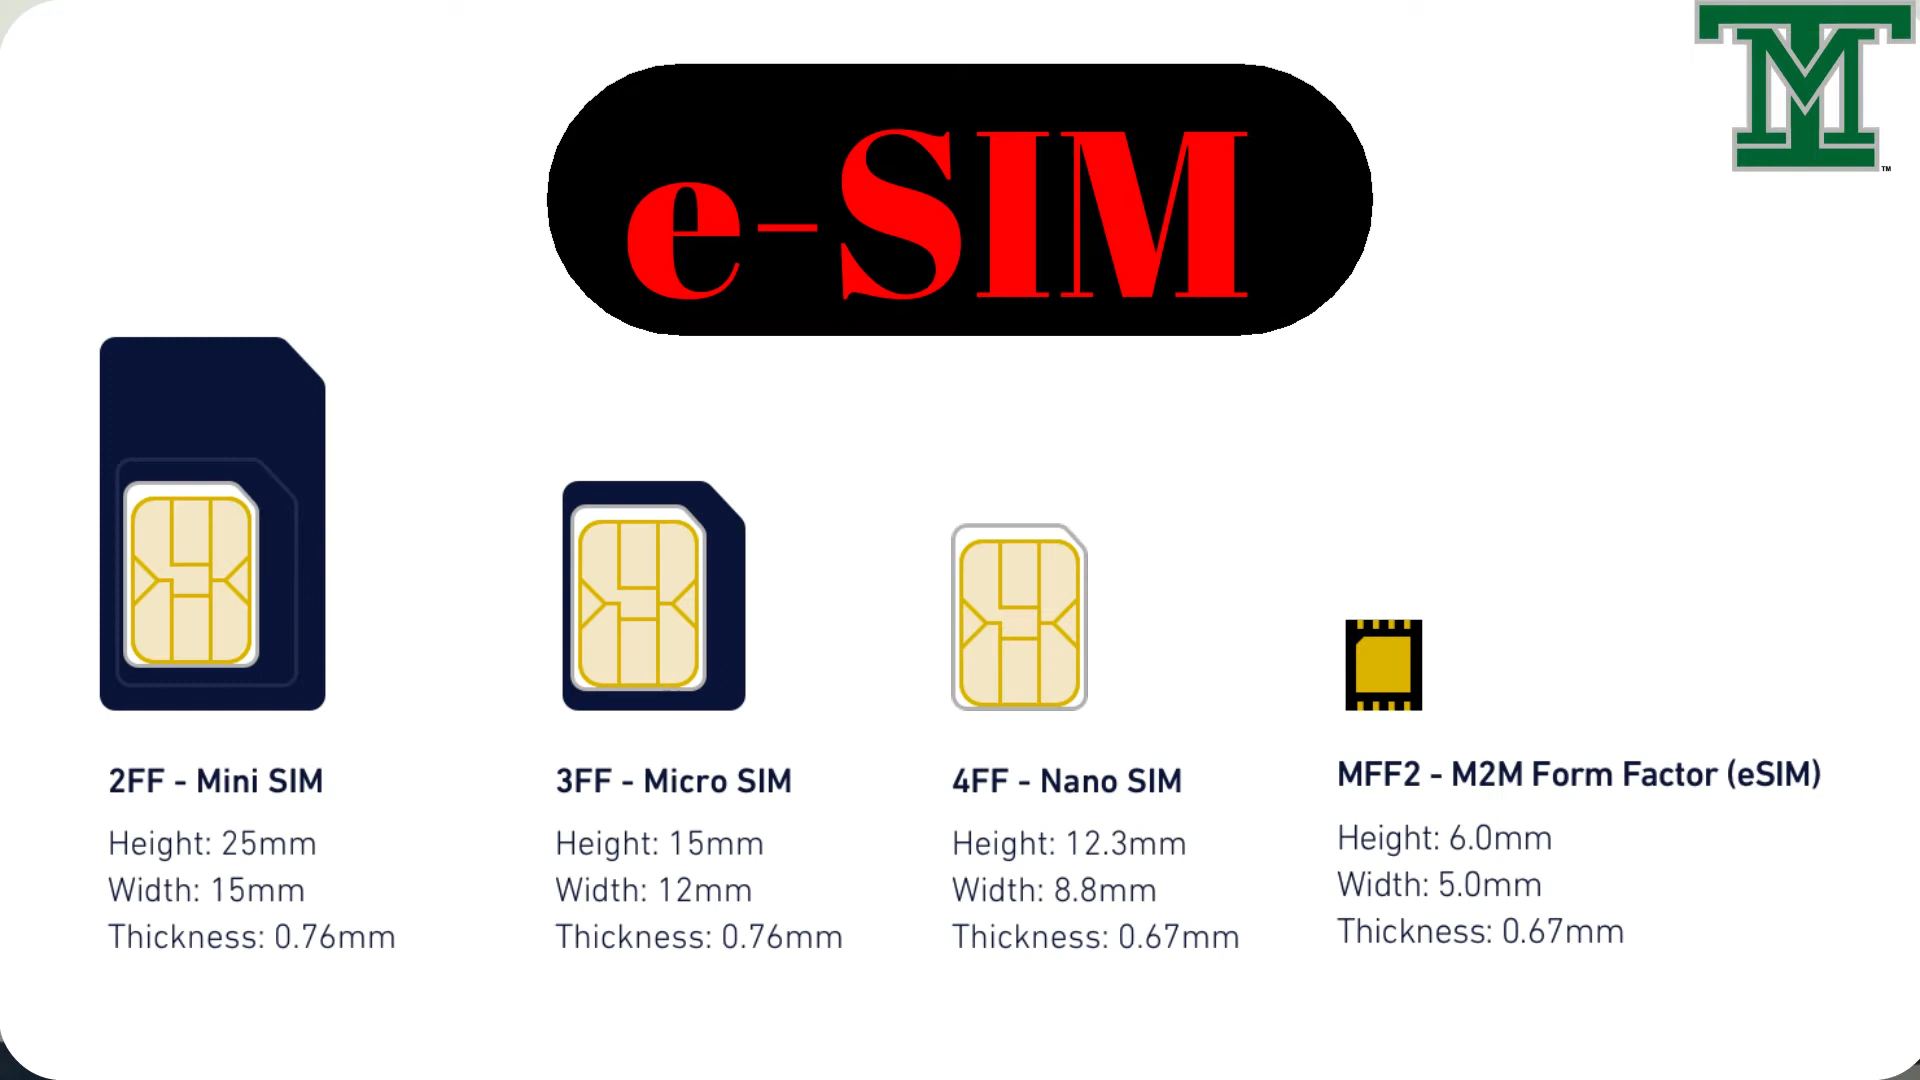 e-SIM
MT
TM
2FF - Mini SIM
Height: 25mm
Width: 15mm
Thickness: 0.76mm
3FF - Micro SIM
Height: 15mm
Width: 12mm
Thickness: 0.76mm
4FF - Nano SIM
Height: 12.3mm
Width: 8.8mm
Thickness: 0.67mm
MFF2 - M2M Form Factor (eSIM)
Height: 6.0mm
Width: 5.0mm
Thickness: 0.67mm